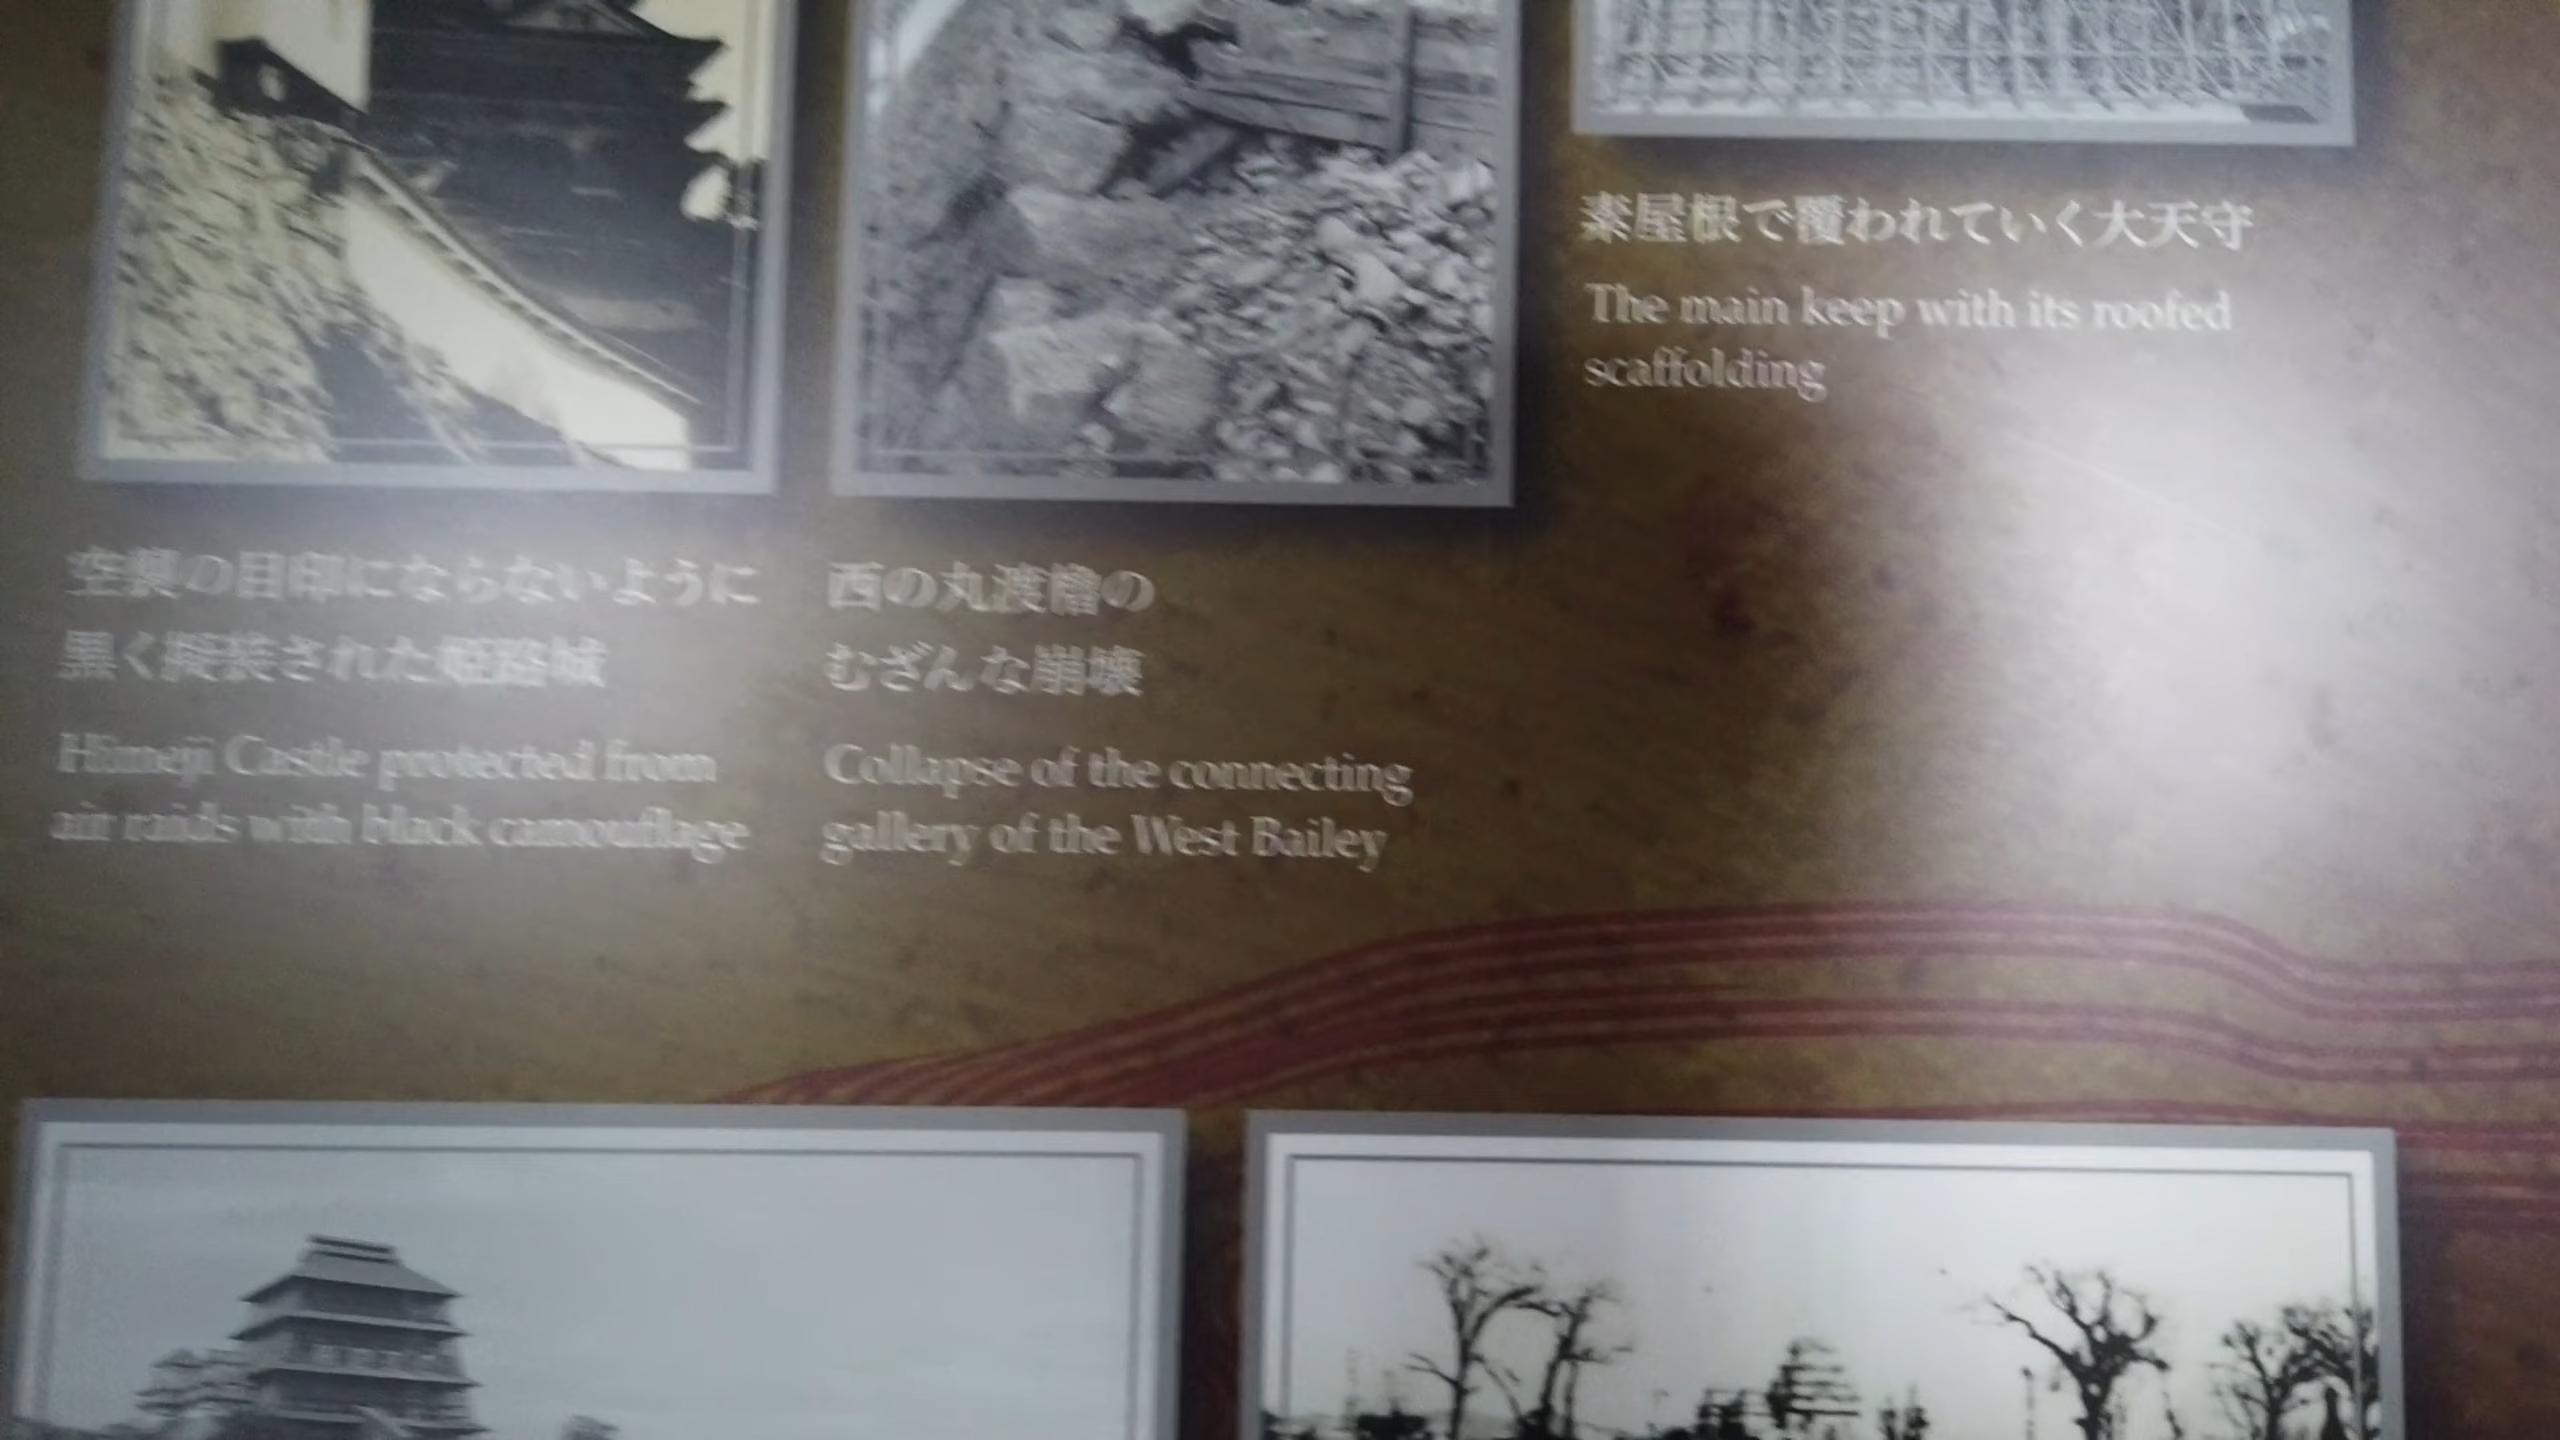 素屋根で覆われていく大天守
The main keep with its roofed
scaffolding
空襲の目印にならないように
黒く擬装された姫路城
Himeji Castle protected from
air raids with black camouflage
西の丸渡櫓の
むざんな崩壊
Collapse of the connecting
gallery of the West Bailey